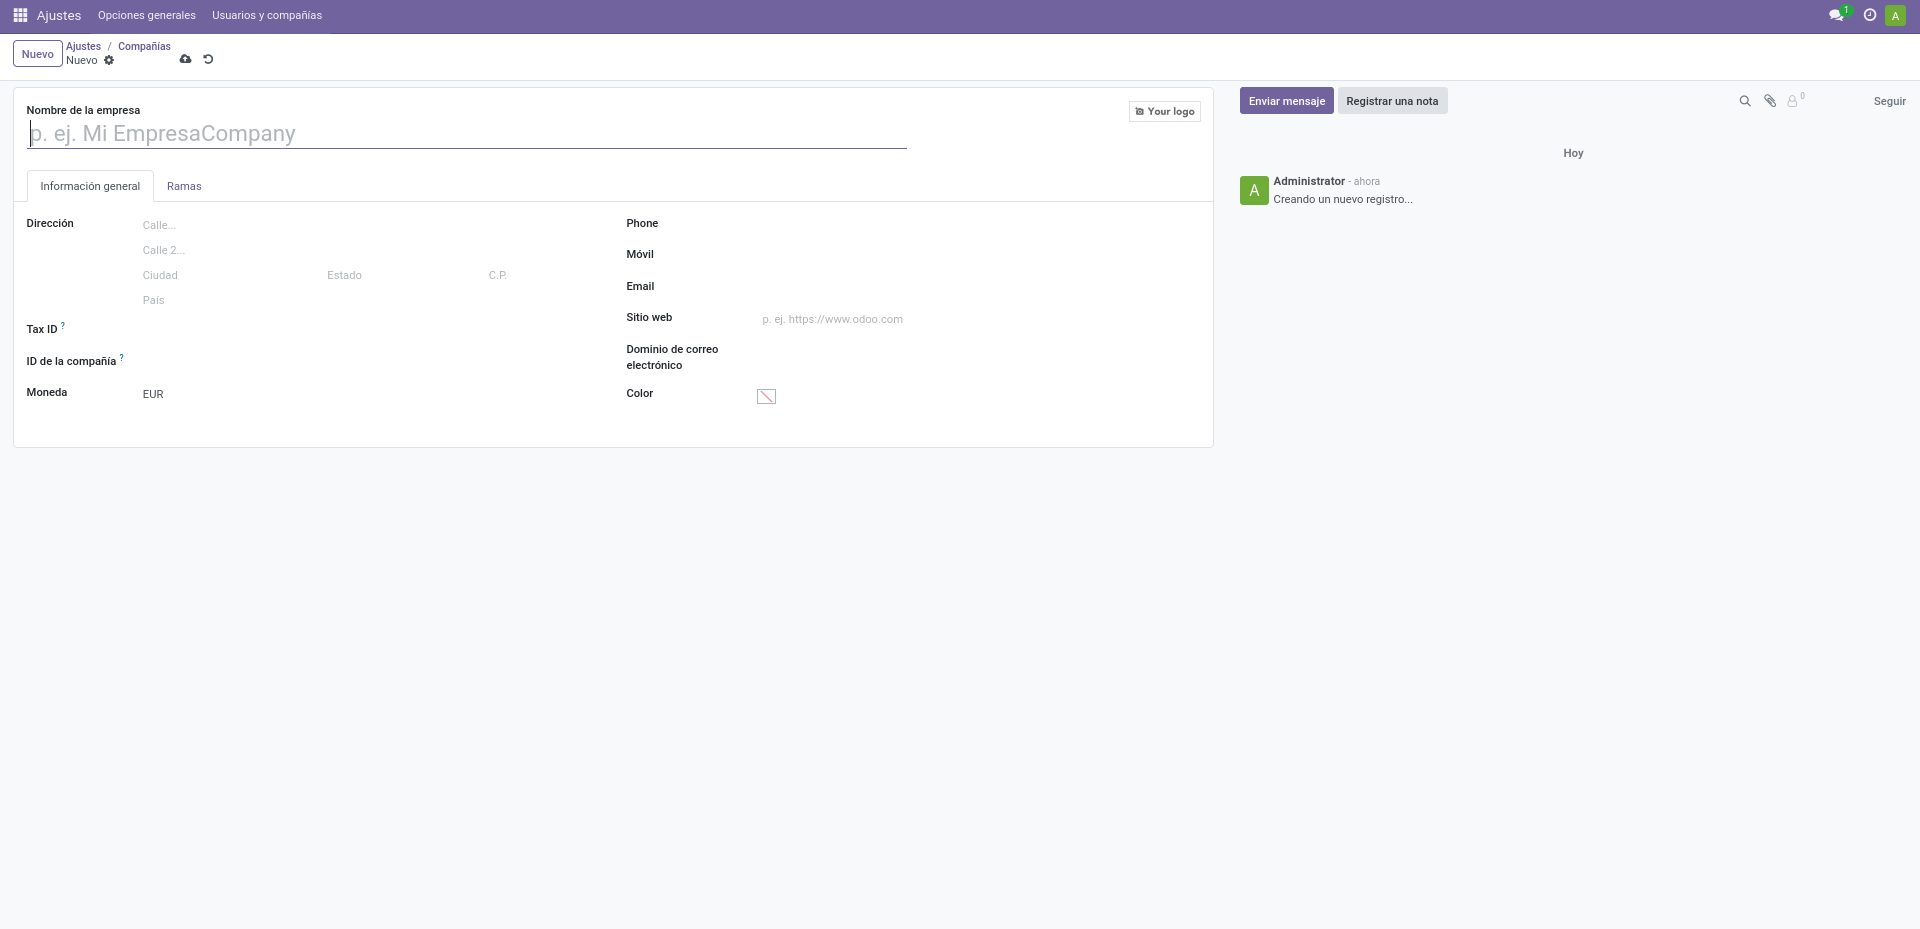 Ajustes Opciones generales Usuarios y compañías 1 A
Nuevo Ajustes / Compañías
Nuevo
Nombre de la empresa
p. ej. Mi EmpresaCompany
Your logo
Información general Ramas
Dirección Calle...
Calle 2...
Ciudad Estado C.P.
País
Tax ID ?
ID de la compañía ?
Moneda EUR
Phone
Móvil
Email
Sitio web p. ej. https://www.odoo.com
Dominio de correo
electrónico
Color
Enviar mensaje Registrar una nota 0 Seguir
Hoy
A Administrator - ahora
Creando un nuevo registro...